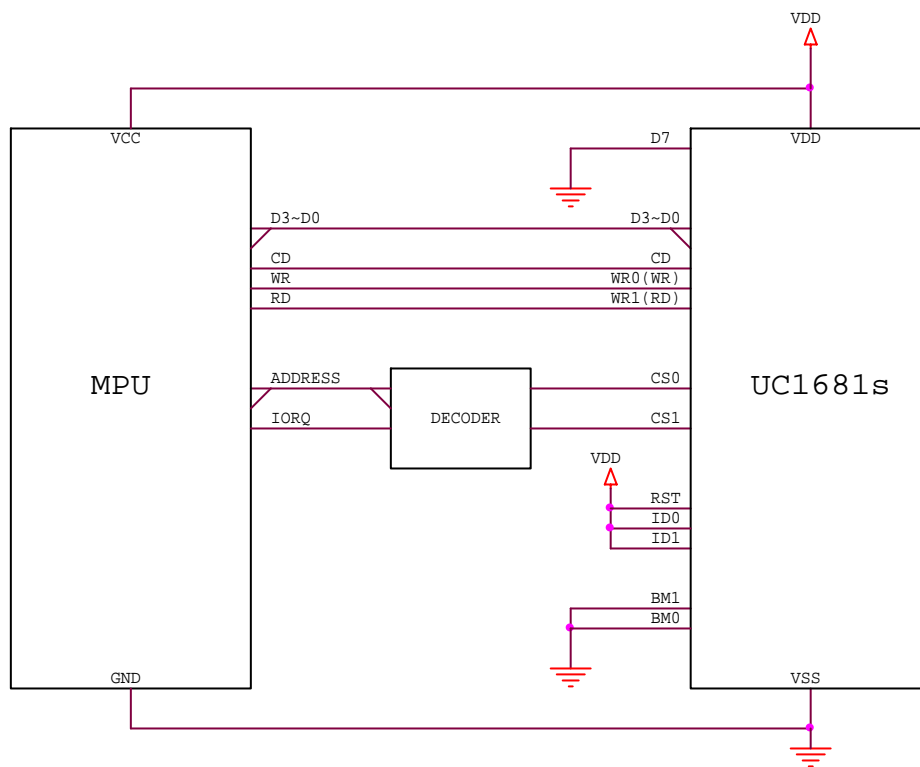 VDD
VCC
VDD
D7
D3~D0
D3~D0
CD
CD
WR
WR0(WR)
RD
WR1(RD)
MPU
ADDRESS
CS0
UC1681s
IORQ
DECODER
CS1
VDD
RST
ID0
ID1
BM1
BM0
GND
VSS